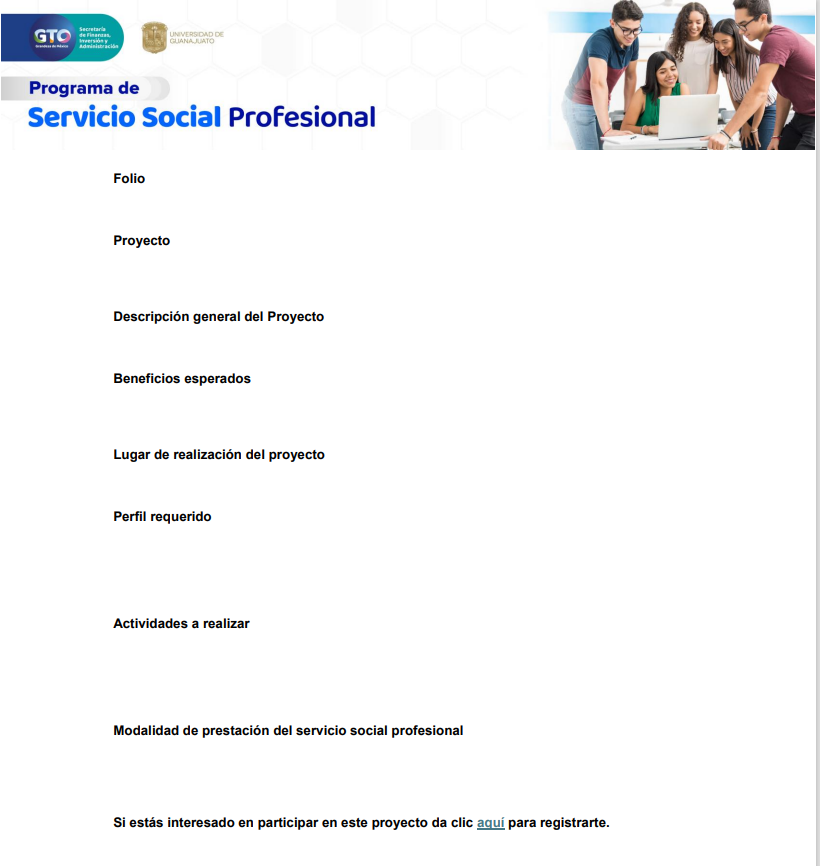 GTO
Grandeza de México
Secretaría
de Finanzas,
Inversión y
Administración
UNIVERSIDAD DE
GUANAJUATO
Programa de
Servicio Social Profesional
Folio
Proyecto
Descripción general del Proyecto
Beneficios esperados
Lugar de realización del proyecto
Perfil requerido
Actividades a realizar
Modalidad de prestación del servicio social profesional
Si estás interesado en participar en este proyecto da clic aquí para registrarte.